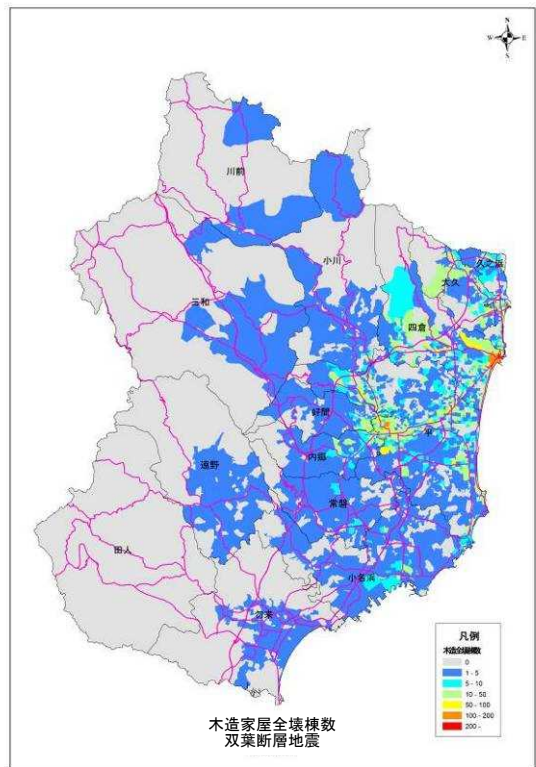 N
W E
S
川前
小川
久之浜
大久
三和
四倉
好間
平
内郷
遠野
常磐
田人
小名浜
勿来
凡例
木造全壊棟数
0
1 - 5
5 - 10
10 - 50
50 - 100
100 - 200
200 -
木造家屋全壊棟数
双葉断層地震